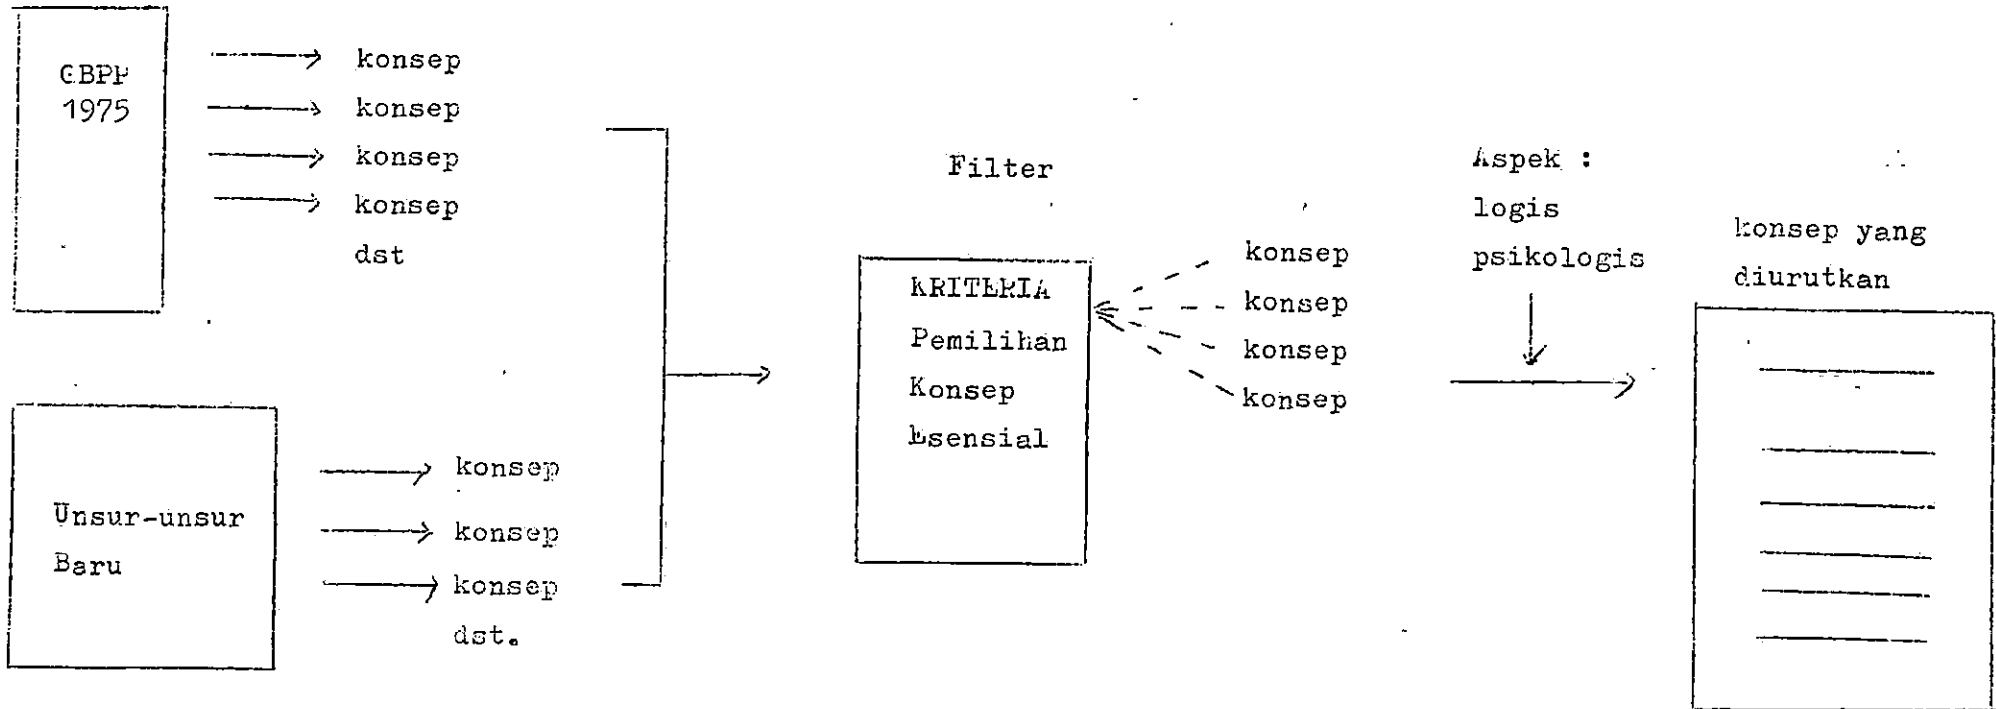 GBPP
1975
konsep
konsep
konsep
konsep
dst
Unsur-unsur
Baru
konsep
konsep
konsep
dst.
Filter
KRITERIA
Pemilihan
Konsep
Esensial
konsep
konsep
konsep
konsep
Aspek :
logis
psikologis
konsep yang
diurutkan